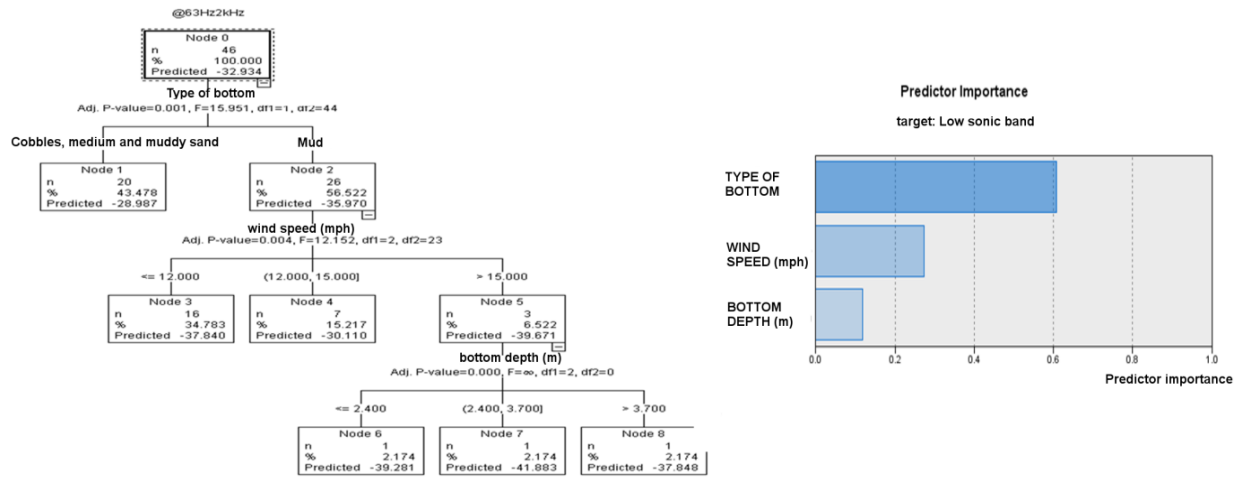 @63Hz2kHz
Node 0
n 46
% 100.000
Predicted -32.934
Type of bottom
Adj. P-value=0.001, F=15.951, df1=1, df2=44
Cobbles, medium and muddy sand
Mud
Node 1
n 20
% 43.478
Predicted -28.987
Node 2
n 26
% 56.522
Predicted -35.970
wind speed (mph)
Adj. P-value=0.004, F=12.152, df1=2, df2=23
<= 12.000
(12.000, 15.000]
> 15.000
Node 3
n 16
% 34.783
Predicted -37.840
Node 4
n 7
% 15.217
Predicted -30.110
Node 5
n 3
% 6.522
Predicted -39.671
bottom depth (m)
Adj. P-value=0.000, F=∞, df1=2, df2=0
<= 2.400
(2.400, 3.700]
> 3.700
Node 6
n 1
% 2.174
Predicted -39.281
Node 7
n 1
% 2.174
Predicted -41.883
Node 8
n 1
% 2.174
Predicted -37.848
Predictor Importance
target: Low sonic band
TYPE OF
BOTTOM
WIND
SPEED (mph)
BOTTOM
DEPTH (m)
0.0 0.2 0.4 0.6 0.8 1.0
Predictor importance